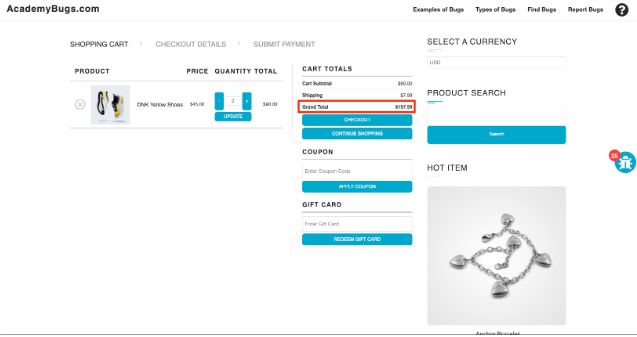 AcademyBugs.com
Examples of Bugs Types of Bugs Find Bugs Report Bugs ?
SHOPPING CART > CHECKOUT DETAILS > SUBMIT PAYMENT
PRODUCT PRICE QUANTITY TOTAL
DNK Yellow Shoes $45.00 - 2 + $90.00
UPDATE
CART TOTALS
Cart Subtotal $90.00
Shipping $7.99
Grand Total $197.99
CHECKOUT
CONTINUE SHOPPING
COUPON
Enter Coupon Code
APPLY COUPON
GIFT CARD
Enter Gift Card
REDEEM GIFT CARD
SELECT A CURRENCY
USD
PRODUCT SEARCH
Search
25
HOT ITEM
Anchor Bracelet